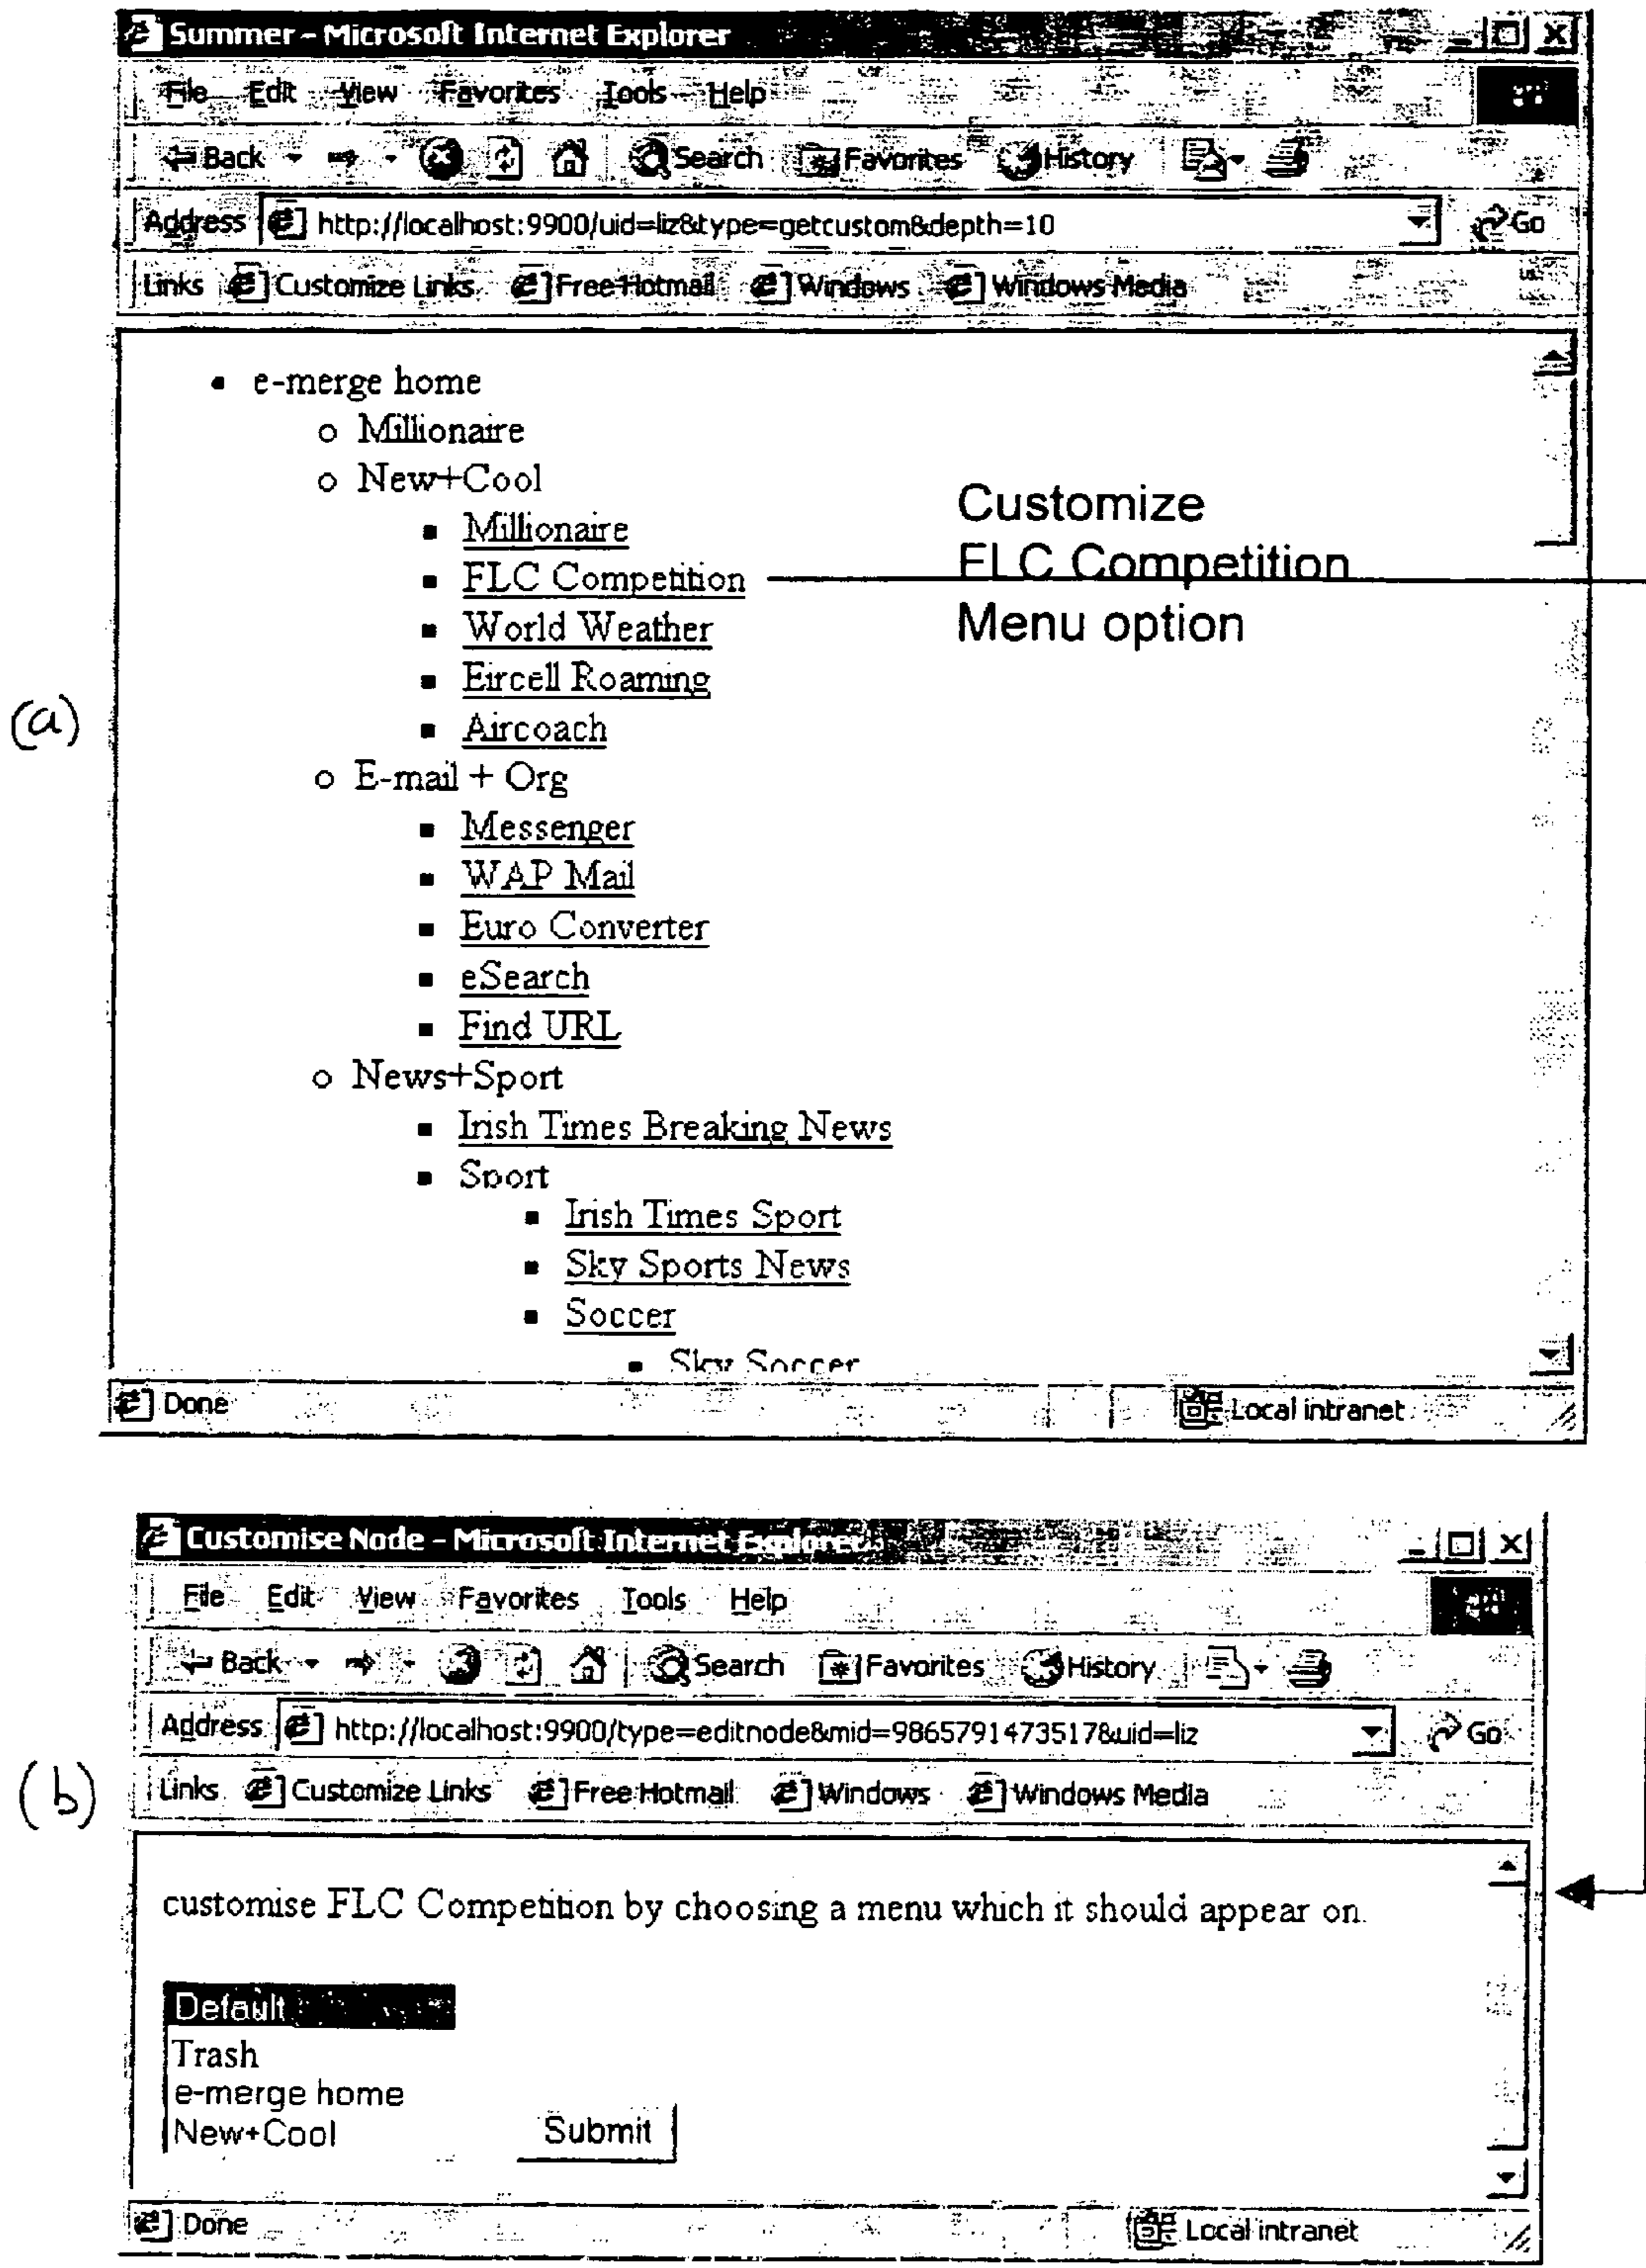 Summer - Microsoft Internet Explorer
File Edit View Favorites Tools Help
Back Search Favorites History
Address http://localhost:9900/uid=liz&type=getcustom&depth=10 Go
Links Customize Links Free Hotmail Windows Windows Media
e-merge home
Millionaire
New+Cool
Millionaire
FLC Competition
World Weather
Eircell Roaming
Aircoach
E-mail + Org
Messenger
WAP Mail
Euro Converter
eSearch
Find URL
News+Sport
Irish Times Breaking News
Sport
Irish Times Sport
Sky Sports News
Soccer
Sky Soccer
Customize
FLC Competition
Menu option
(a)
Done Local intranet
Customise Node - Microsoft Internet Explorer
File Edit View Favorites Tools Help
Back Search Favorites History
Address http://localhost:9900/type=editnode&mid=9865791473517&uid=liz Go
Links Customize Links Free Hotmail Windows Windows Media
(b)
customise FLC Competition by choosing a menu which it should appear on.
Default
Trash
e-merge home
New+Cool
Submit
Done Local intranet